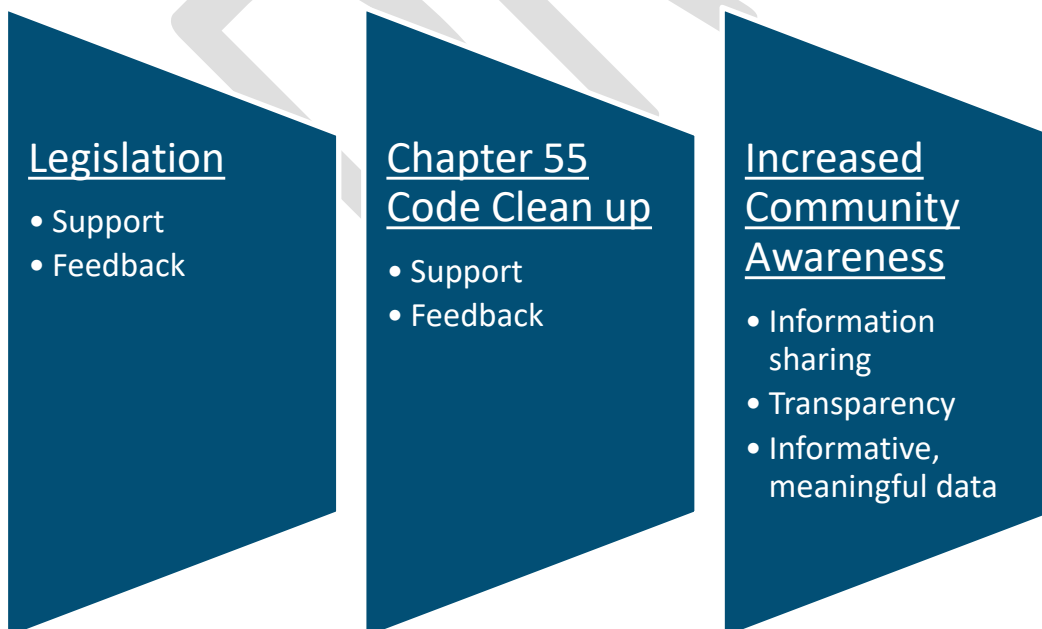 Legislation
• Support
• Feedback
Chapter 55
Code Clean up
• Support
• Feedback
Increased
Community
Awareness
• Information
sharing
• Transparency
• Informative,
meaningful data